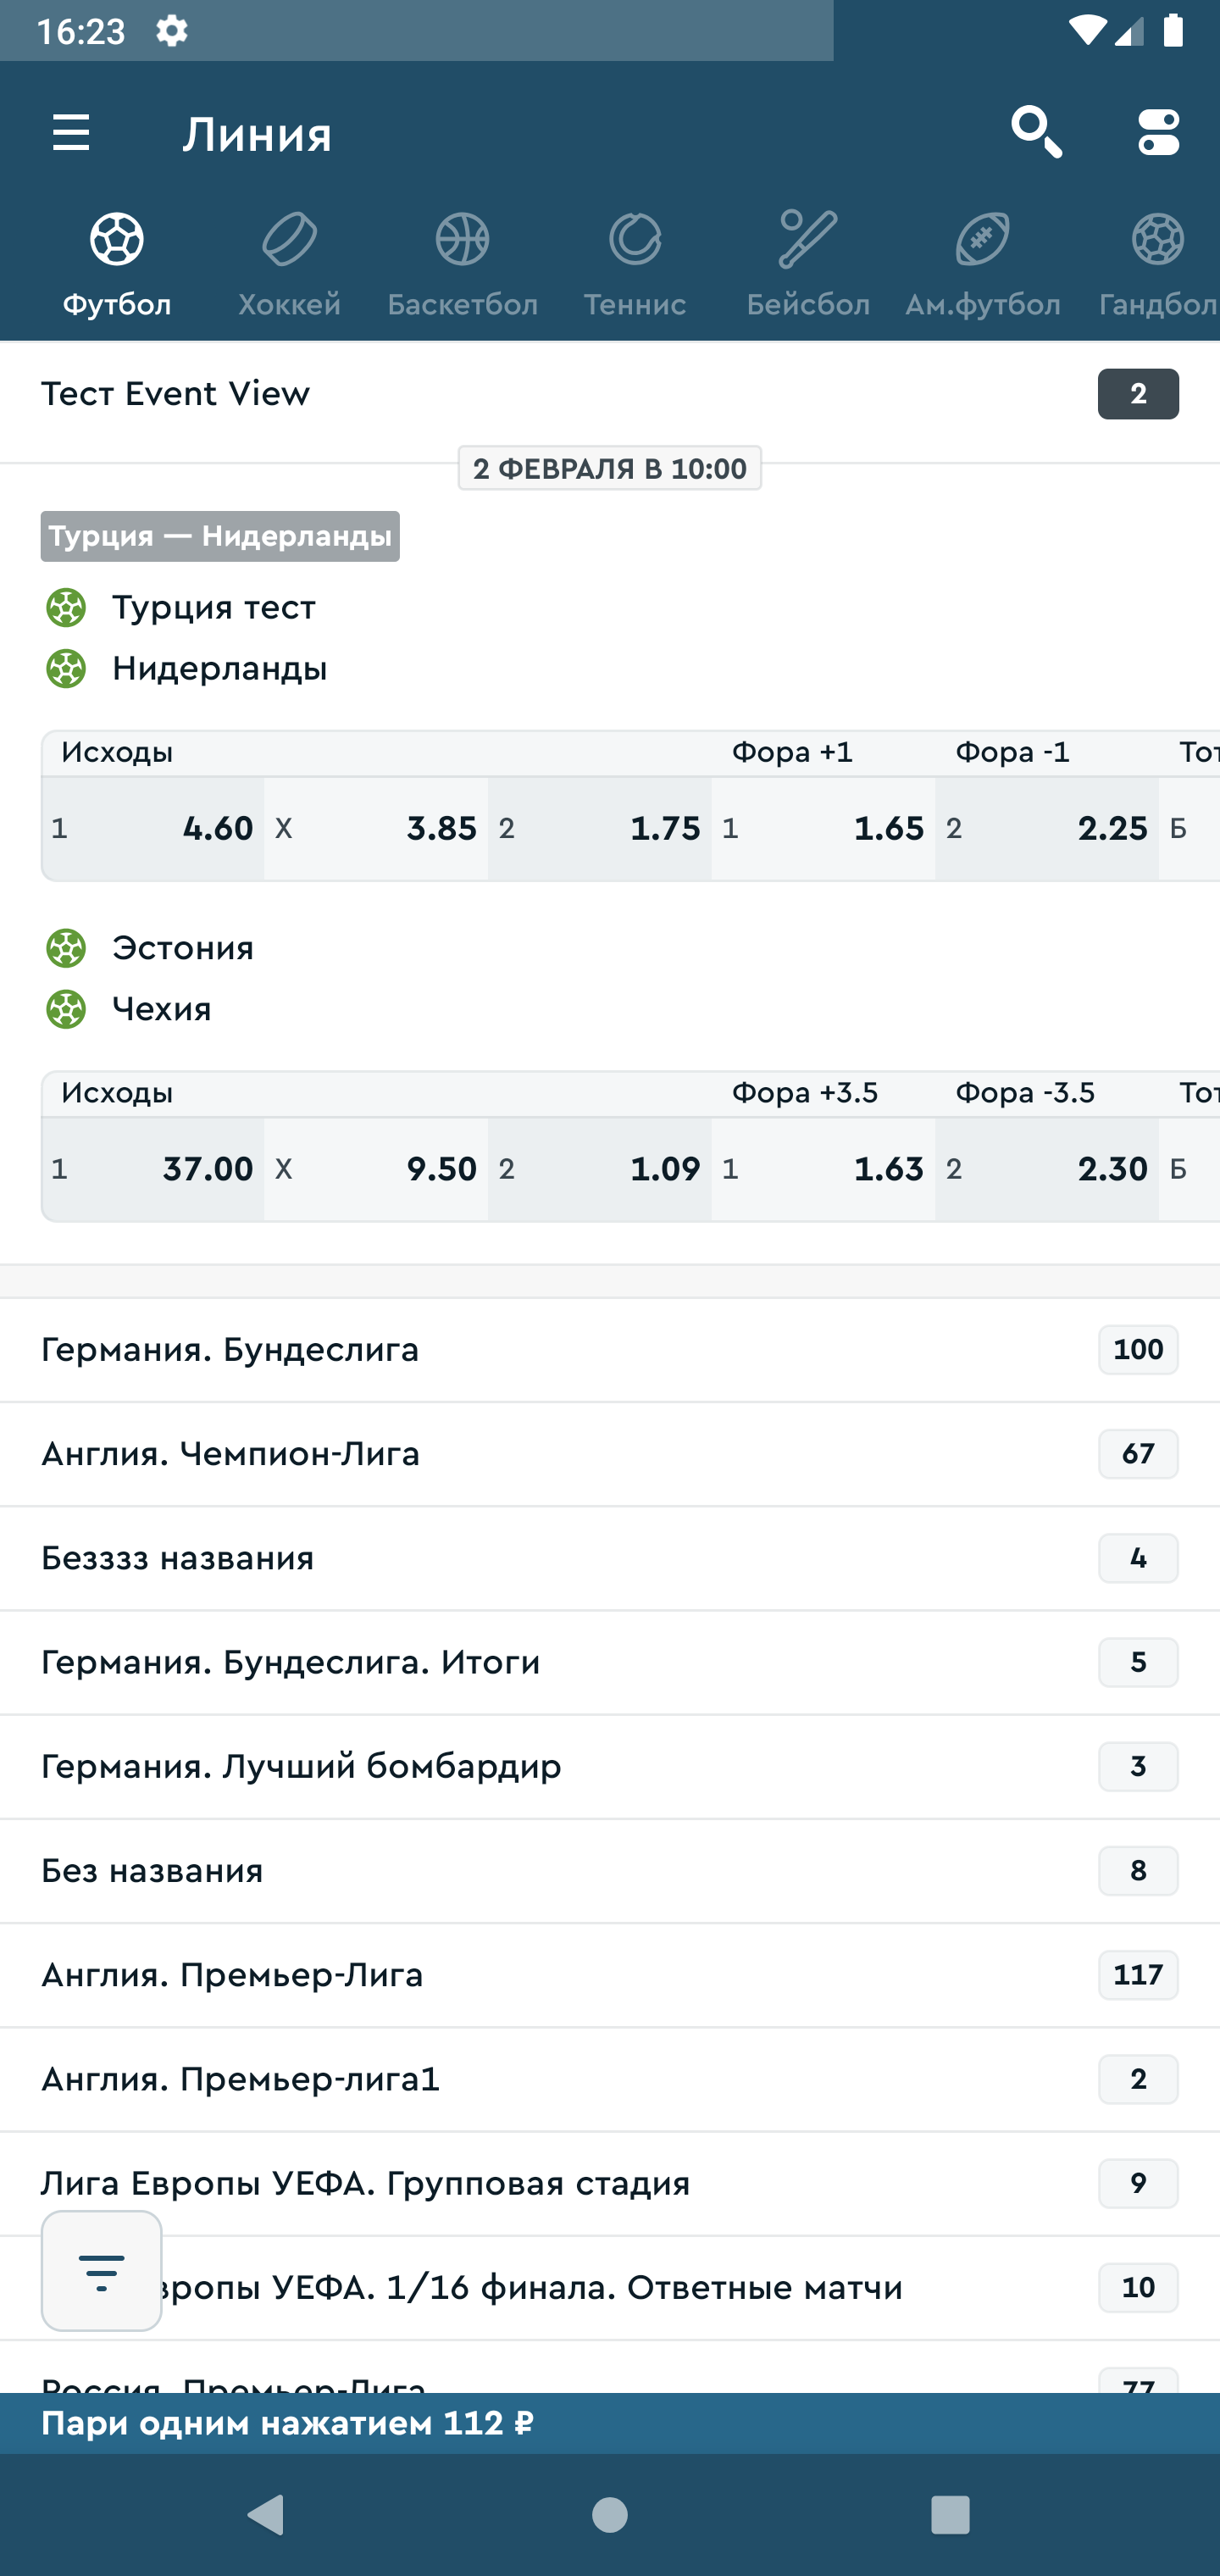 16:23
Линия
Футбол Хоккей Баскетбол Теннис Бейсбол Ам.футбол Гандбол
Тест Event View 2
2 ФЕВРАЛЯ В 10:00
Турция — Нидерланды
Турция тест
Нидерланды
Исходы Фора +1 Фора -1 Тот
1 4.60 X 3.85 2 1.75 1 1.65 2 2.25 Б
Эстония
Чехия
Исходы Фора +3.5 Фора -3.5 Тот
1 37.00 X 9.50 2 1.09 1 1.63 2 2.30 Б
Германия. Бундеслига 100
Англия. Чемпион-Лига 67
Безззз названия 4
Германия. Бундеслига. Итоги 5
Германия. Лучший бомбардир 3
Без названия 8
Англия. Премьер-Лига 117
Англия. Премьер-лига1 2
Лига Европы УЕФА. Групповая стадия 9
вропы УЕФА. 1/16 финала. Ответные матчи 10
Россия. Премьер-Лига 77
Пари одним нажатием 112 ₽